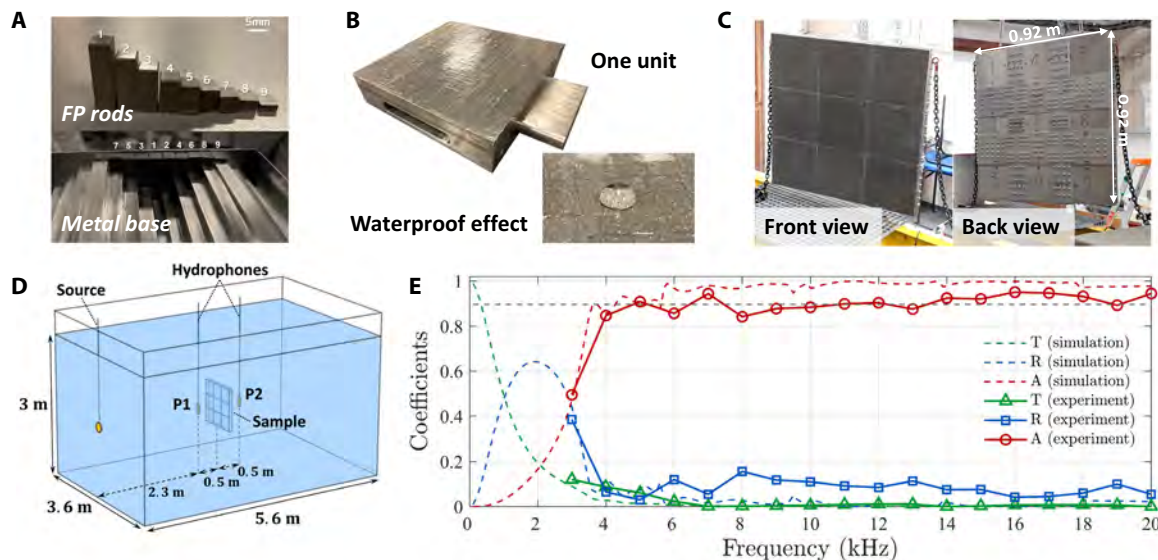 A
5mm
1
2
3
4
5
6
7
8
9
FP rods
7 5 3 1 2 4 6 8 9
Metal base
B
One unit
Waterproof effect
C
0.92 m
0.92 m
Front view
Back view
D
Hydrophones
Source
3 m
P1
P2
Sample
0.5 m
0.5 m
2.3 m
3.6 m
5.6 m
E
Coefficients
1
0.8
0.6
0.4
0.2
0
T (simulation)
R (simulation)
A (simulation)
T (experiment)
R (experiment)
A (experiment)
0 2 4 6 8 10 12 14 16 18 20
Frequency (kHz)